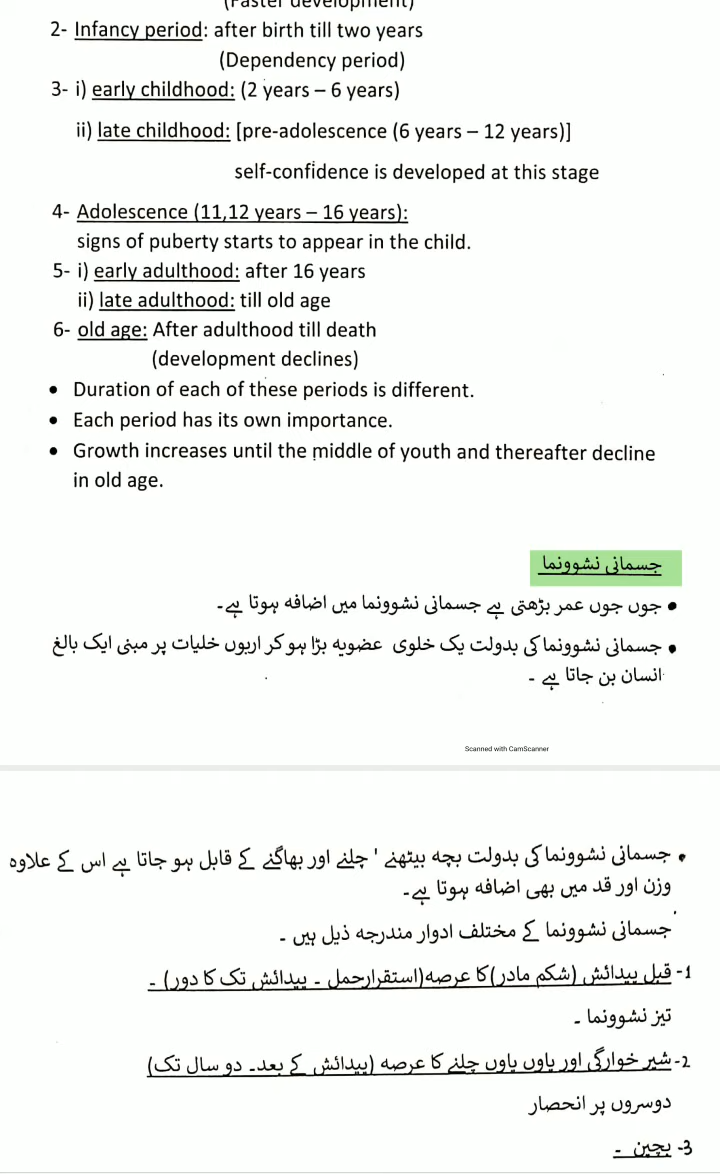 (Faster development)
2- Infancy period: after birth till two years
(Dependency period)
3- i) early childhood: (2 years – 6 years)
ii) late childhood: [pre-adolescence (6 years – 12 years)]
self-confidence is developed at this stage
4- Adolescence (11,12 years – 16 years):
signs of puberty starts to appear in the child.
5- i) early adulthood: after 16 years
ii) late adulthood: till old age
6- old age: After adulthood till death
(development declines)
• Duration of each of these periods is different.
• Each period has its own importance.
• Growth increases until the middle of youth and thereafter decline
in old age.
جسمانی نشوونما
• جوں جوں عمر بڑھتی ہے جسمانی نشوونما میں اضافہ ہوتا ہے۔
• جسمانی نشوونما کی بدولت یک خلوی عضویہ بڑا ہو کر اربوں خلیات پر مبنی ایک بالغ
انسان بن جاتا ہے ۔
Scanned with CamScanner
• جسمانی نشوونما کی بدولت بچہ بیٹھنے ' چلنے اور بھاگنے کے قابل ہو جاتا ہے اس کے علاوہ
وزن اور قد میں بھی اضافہ ہوتا ہے۔
جسمانی نشوونما کے مختلف ادوار مندرجہ ذیل ہیں ۔
1- قبل پیدائش (شکم مادر) کا عرصہ (استقرارحمل ۔ پیدائش تک کا دور) ۔
تیز نشوونما ۔
2- شیر خوارگی اور پاوں پاوں چلنے کا عرصہ (پیدائش کے بعد۔ دو سال تک)
دوسروں پر انحصار
3- بچپن ۔